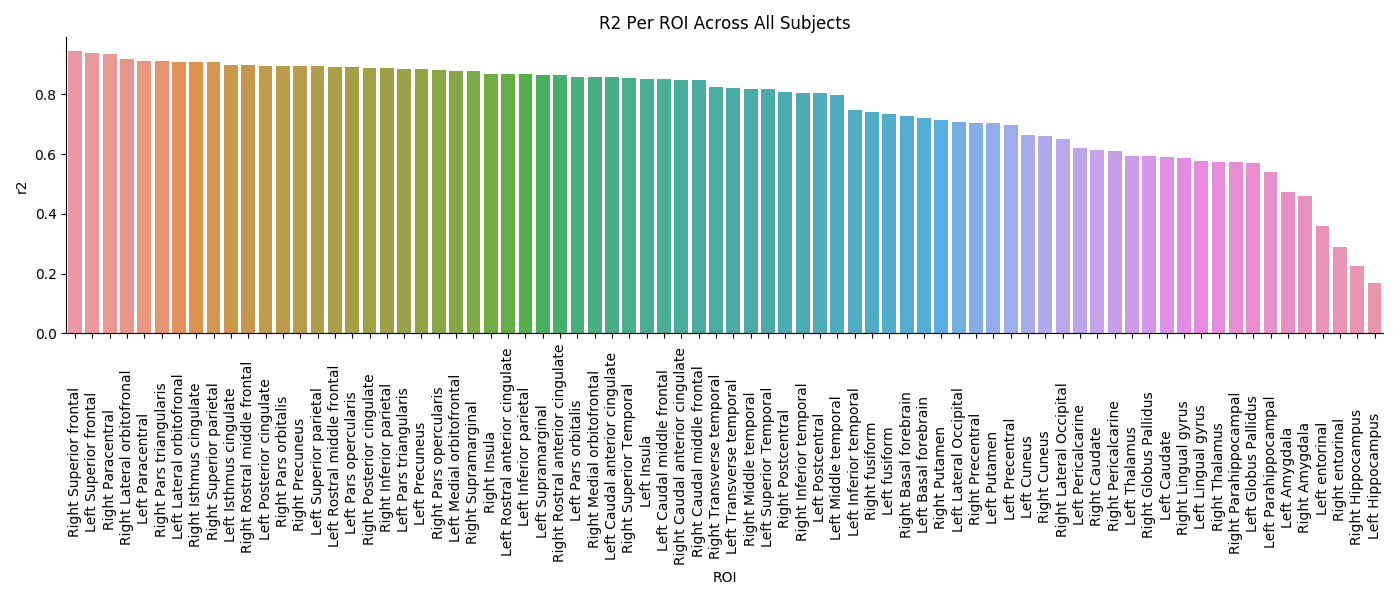 R2 Per ROI Across All Subjects
r2
0.8
0.6
0.4
0.2
0.0
Right Superior frontal
Left Superior frontal
Right Paracentral
Right Lateral orbitofrontal
Left Paracentral
Right Pars triangularis
Left Lateral orbitofronal
Right Isthmus cingulate
Right Superior parietal
Left Isthmus cingulate
Right Rostral middle frontal
Left Posterior cingulate
Right Pars orbitalis
Right Precuneus
Left Superior parietal
Left Rostral middle frontal
Left Pars opercularis
Right Posterior cingulate
Right Inferior parietal
Left Pars triangularis
Left Precuneus
Right Pars opercularis
Left Medial orbitofrontal
Right Supramarginal
Right Insula
Left Rostral anterior cingulate
Left Inferior parietal
Left Supramarginal
Right Rostral anterior cingulate
Left Pars orbitalis
Right Medial orbitofrontal
Left Caudal anterior cingulate
Right Superior Temporal
Left Insula
Left Caudal middle frontal
Right Caudal anterior cingulate
Right Caudal middle frontal
Right Transverse temporal
Left Transverse temporal
Right Middle temporal
Left Superior Temporal
Right Postcentral
Right Inferior temporal
Left Postcentral
Left Middle temporal
Left Inferior temporal
Right fusiform
Left fusiform
Right Basal forebrain
Left Basal forebrain
Right Putamen
Left Lateral Occipital
Right Precentral
Left Putamen
Left Precentral
Left Cuneus
Right Cuneus
Right Lateral Occipital
Left Pericalcarine
Right Caudate
Right Pericalcarine
Left Thalamus
Right Globus Pallidus
Left Caudate
Right Lingual gyrus
Left Lingual gyrus
Right Thalamus
Right Parahippocampal
Left Globus Pallidus
Left Parahippocampal
Left Amygdala
Right Amygdala
Left entorinal
Right entorinal
Right Hippocampus
Left Hippocampus
ROI